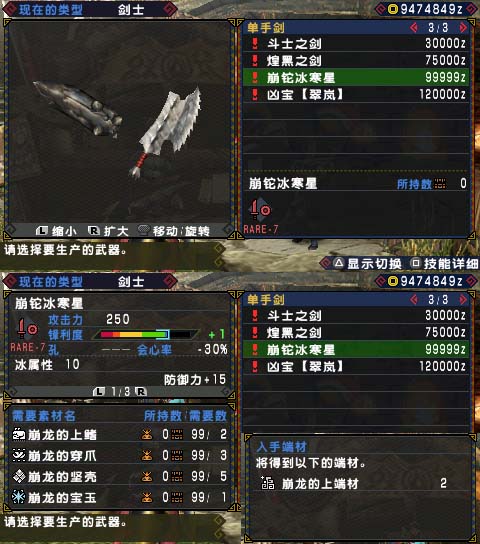 现在的类型 剑士
9474849z
单手剑 3/3
斗士之剑 30000z
煌黑之剑 75000z
崩铊冰寒星 99999z
凶宝【翠岚】 120000z
崩铊冰寒星 所持数 0
RARE-7
L 缩小 R 扩大 移动/旋转
请选择要生产的武器。
△ 显示切换 □ 技能详细
现在的类型 剑士
9474849z
崩铊冰寒星
攻击力 250
锋利度 +1
RARE-7 孔 会心率 -30%
冰属性 10
防御力+15
L 1/3 R
单手剑 3/3
斗士之剑 30000z
煌黑之剑 75000z
崩铊冰寒星 99999z
凶宝【翠岚】 120000z
需要素材名 所持数 需要数
崩龙的上鳍 0 99/ 2
崩龙的穿爪 0 99/ 3
崩龙的坚壳 0 99/ 5
崩龙的宝玉 0 99/ 1
入手端材
将得到以下的端材。
崩龙的上端材 2
请选择要生产的武器。